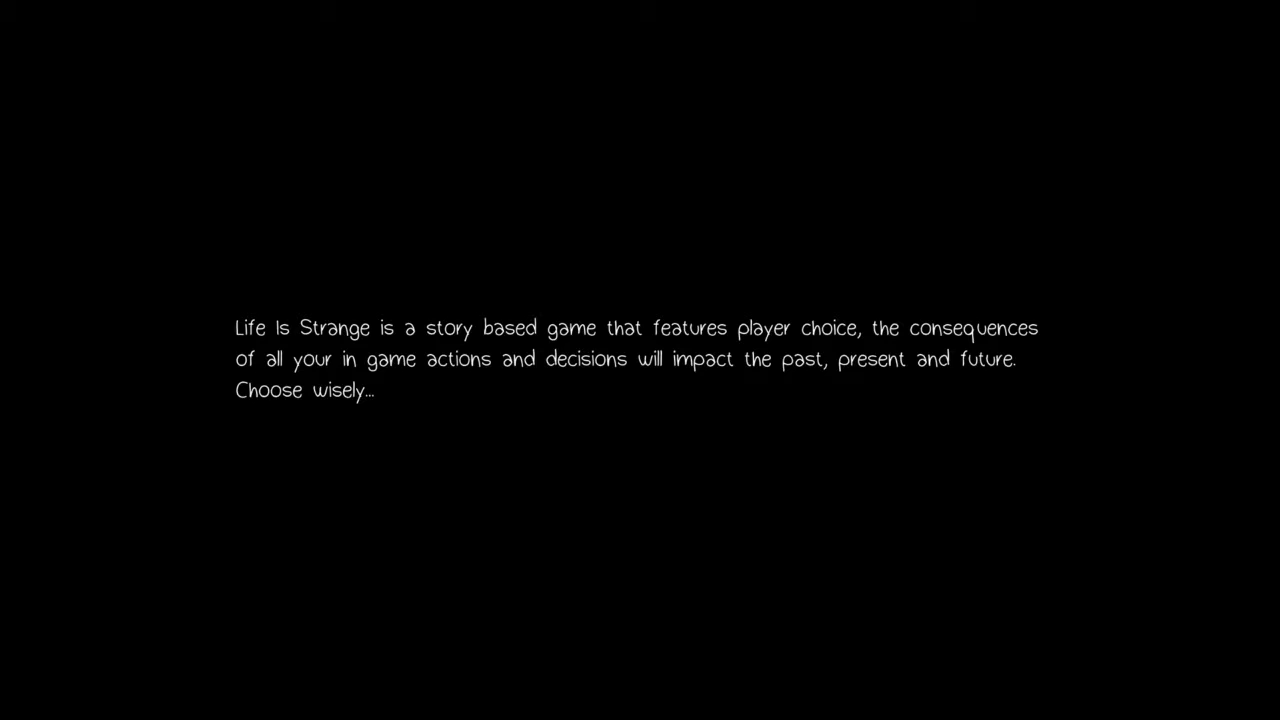 Life Is Strange is a story based game that features player choice, the consequences
of all your in game actions and decisions will impact the past, present and future.
Choose wisely...